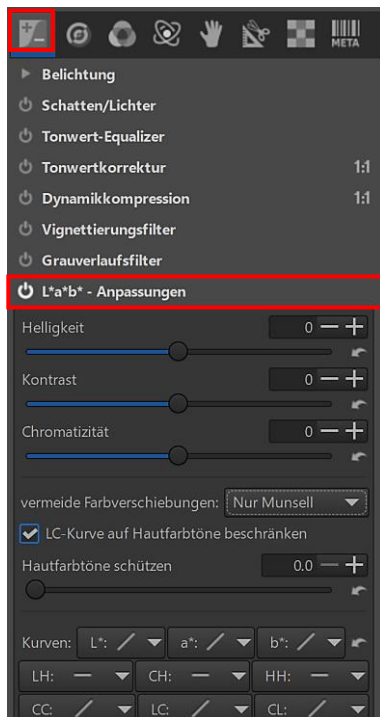 META
Belichtung
Schatten/Lichter
Tonwert-Equalizer
Tonwertkorrektur 1:1
Dynamikkompression 1:1
Vignettierungsfilter
Grauverlaufsfilter
L*a*b* - Anpassungen
Helligkeit 0
Kontrast 0
Chromatizität 0
vermeide Farbverschiebungen: Nur Munsell
LC-Kurve auf Hautfarbtöne beschränken
Hautfarbtöne schützen 0.0
Kurven: L*: a*: b*:
LH: CH: HH:
CC: LC: CL: